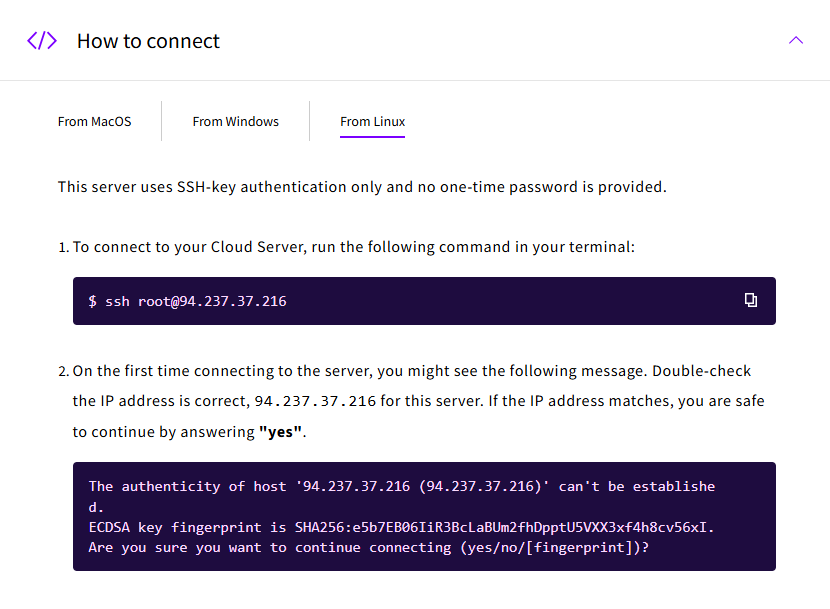 </> How to connect
From MacOS
From Windows
From Linux
This server uses SSH-key authentication only and no one-time password is provided.
1. To connect to your Cloud Server, run the following command in your terminal:
$ ssh root@94.237.37.216
2. On the first time connecting to the server, you might see the following message. Double-check
the IP address is correct, 94.237.37.216 for this server. If the IP address matches, you are safe
to continue by answering "yes".
The authenticity of host '94.237.37.216 (94.237.37.216)' can't be establishe
d.
ECDSA key fingerprint is SHA256:e5b7EB06IiR3BcLaBUm2fhDpptU5VXX3xf4h8cv56xI.
Are you sure you want to continue connecting (yes/no/[fingerprint])?